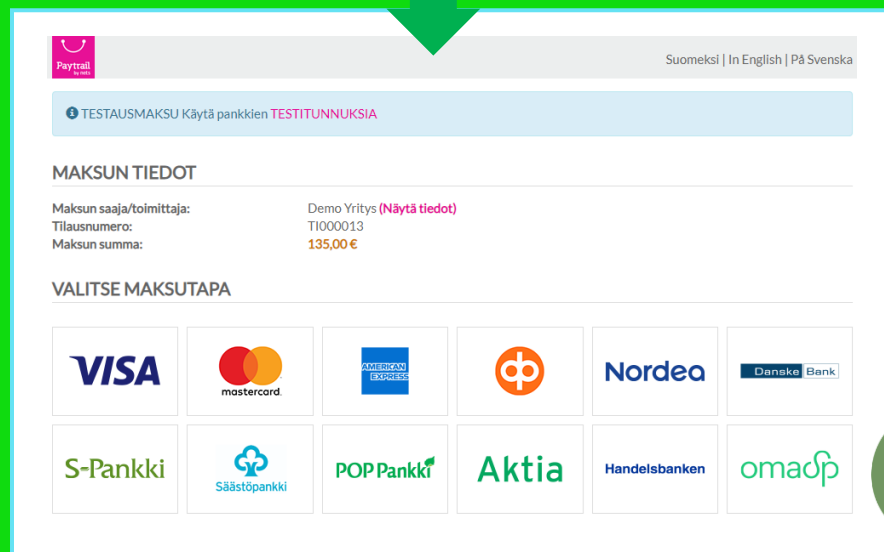 Paytrail
by nets
Suomeksi | In English | På Svenska
TESTAUSMAKSU Käytä pankkien TESTITUNNUKSIA
MAKSUN TIEDOT
Maksun saaja/toimittaja: Demo Yritys (Näytä tiedot)
Tilausnumero: TI000013
Maksun summa: 135,00 €
VALITSE MAKSUTAPA
VISA mastercard. AMERICAN EXPRESS op Nordea Danske Bank
S-Pankki Säästöpankki POP Pankki Aktia Handelsbanken omasp